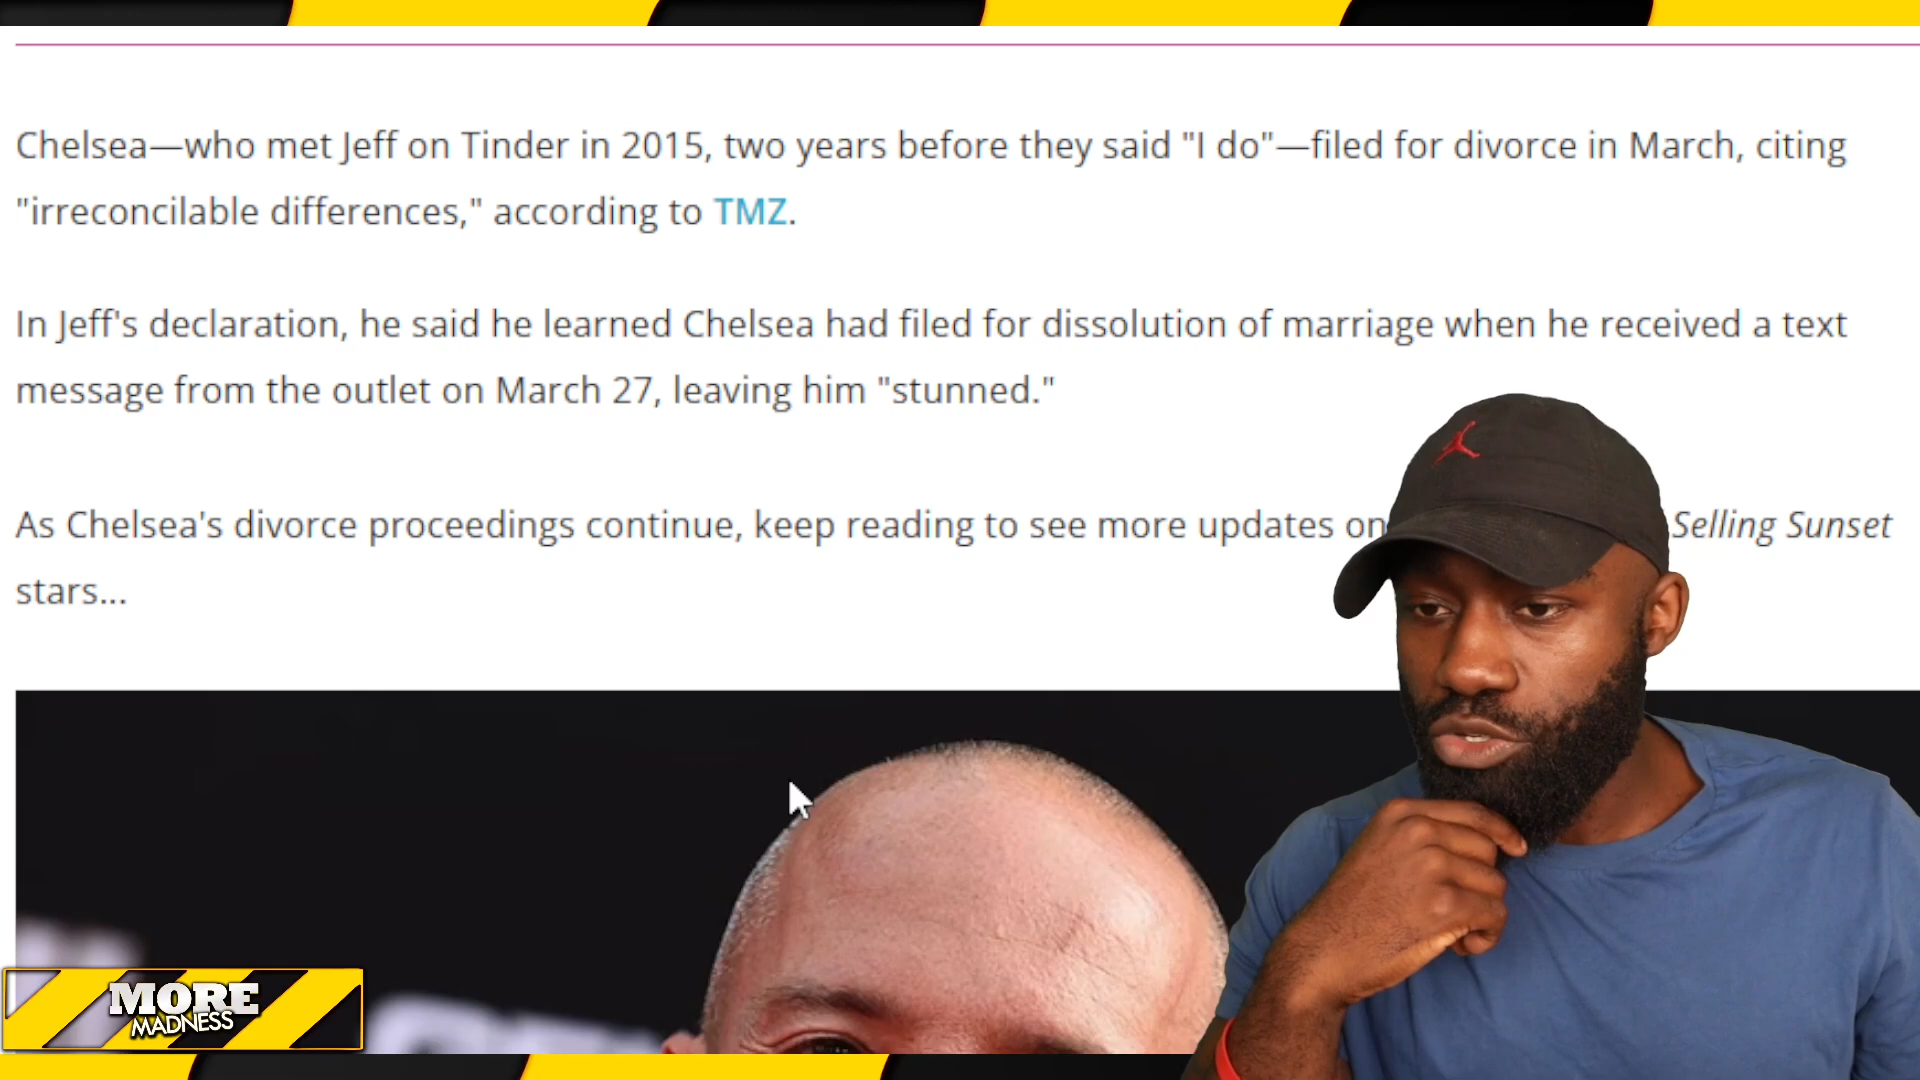 Chelsea—who met Jeff on Tinder in 2015, two years before they said "I do"—filed for divorce in March, citing
"irreconcilable differences," according to TMZ.
In Jeff's declaration, he said he learned Chelsea had filed for dissolution of marriage when he received a text
message from the outlet on March 27, leaving him "stunned."
As Chelsea's divorce proceedings continue, keep reading to see more updates on Selling Sunset
stars...
MORE
MADNESS